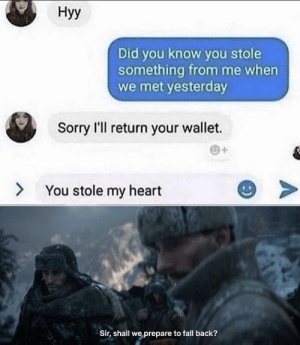 Hyy
Did you know you stole
something from me when
we met yesterday
Sorry I'll return your wallet.
You stole my heart
Sir, shall we prepare to fall back?